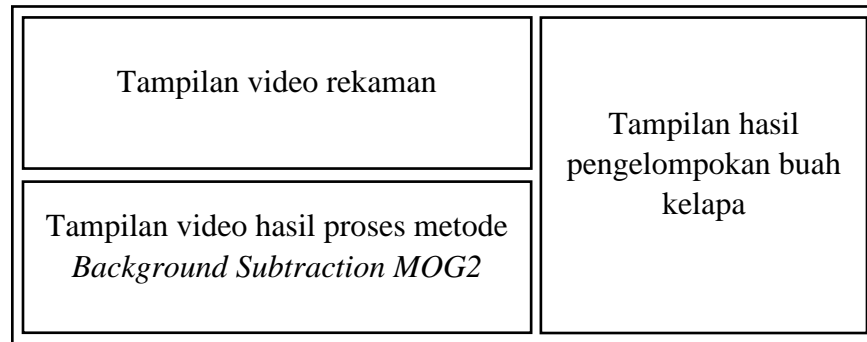 Tampilan video rekaman
Tampilan video hasil proses metode
Background Subtraction MOG2
Tampilan hasil
pengelompokan buah
kelapa